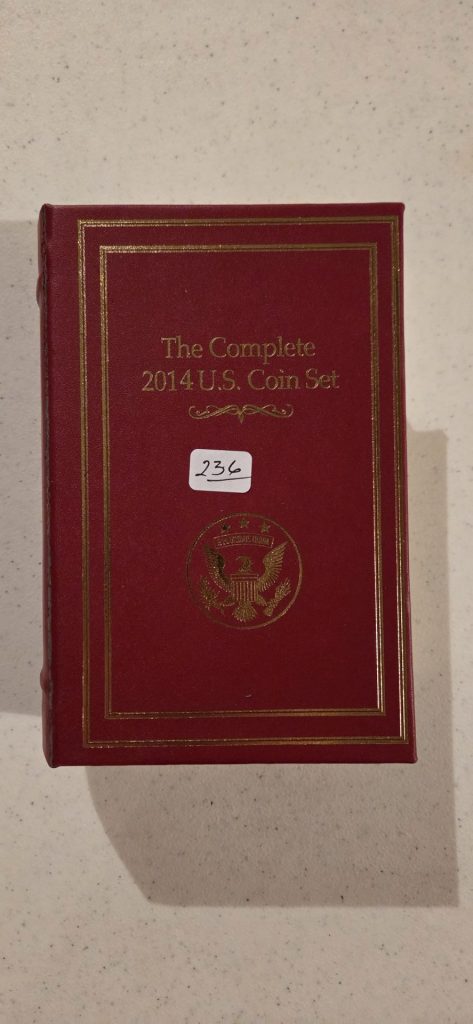 The Complete
2014 U.S. Coin Set
236